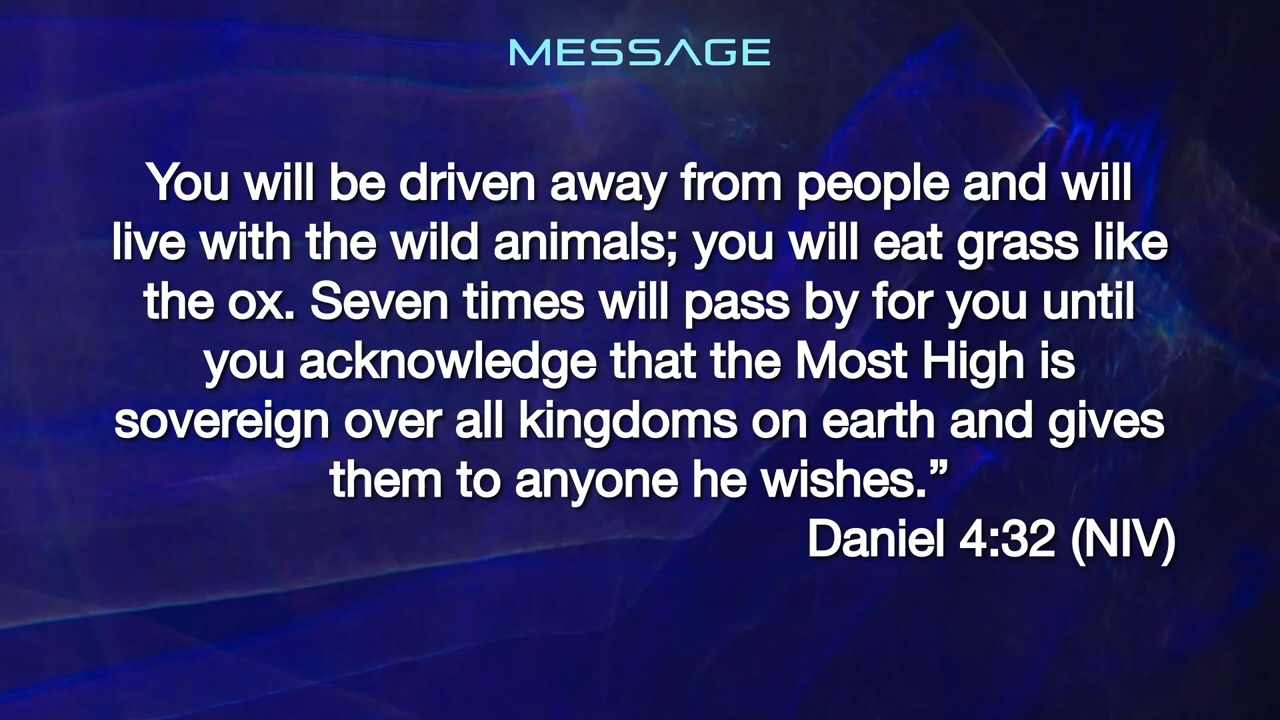 MESSAGE
You will be driven away from people and will
live with the wild animals; you will eat grass like
the ox. Seven times will pass by for you until
you acknowledge that the Most High is
sovereign over all kingdoms on earth and gives
them to anyone he wishes.”
Daniel 4:32 (NIV)